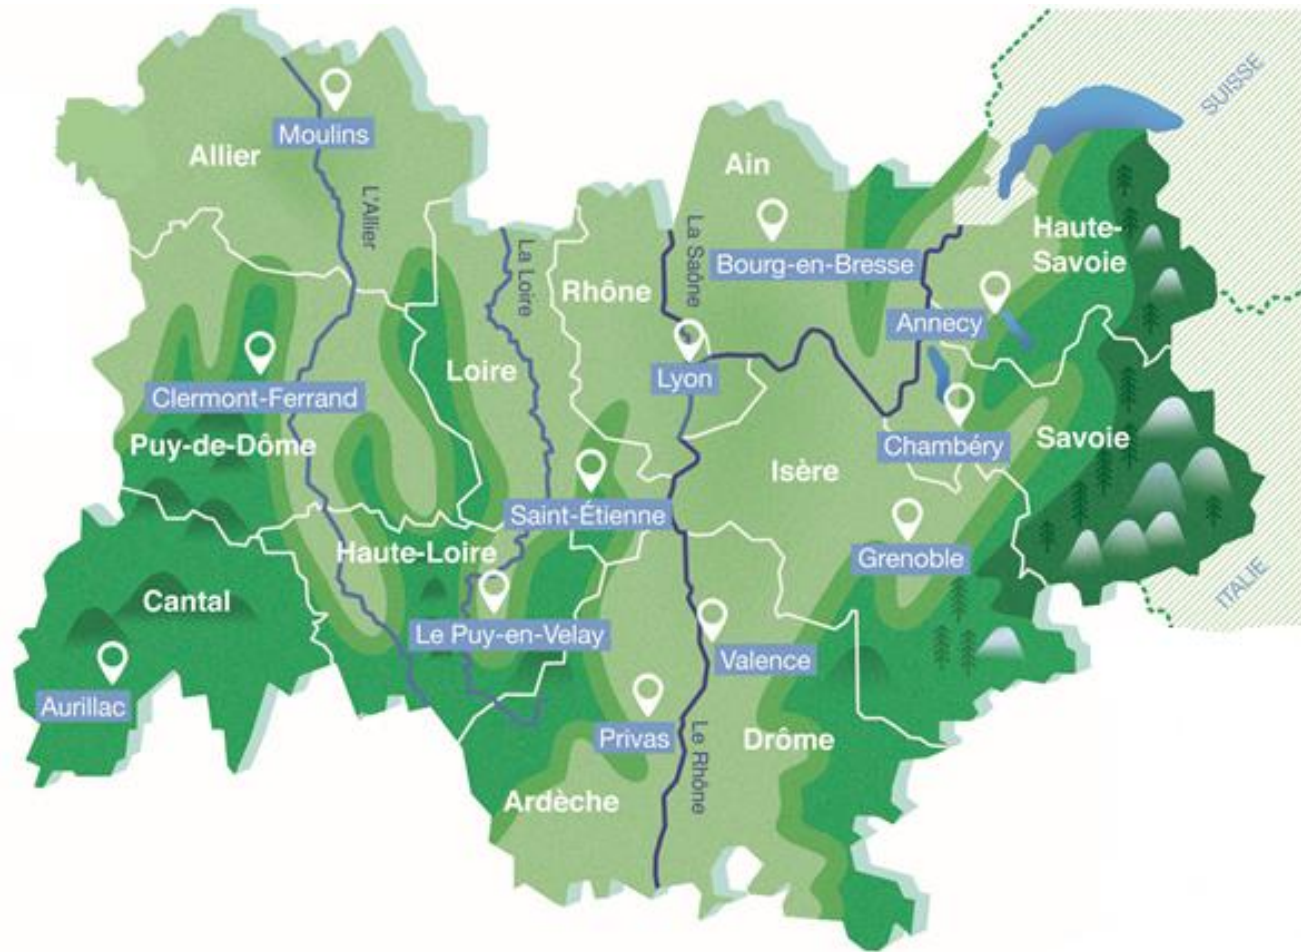 SUISSE
Moulins
Allier
Ain
L'Allier
La Loire
La Saône
Haute-
Savoie
Bourg-en-Bresse
Rhône
Annecy
Loire
Lyon
Clermont-Ferrand
Puy-de-Dôme
Chambéry
Savoie
Isère
Saint-Étienne
Haute-Loire
Grenoble
ITALIE
Cantal
Le Puy-en-Velay
Valence
Aurillac
Privas
Drôme
Le Rhône
Ardèche